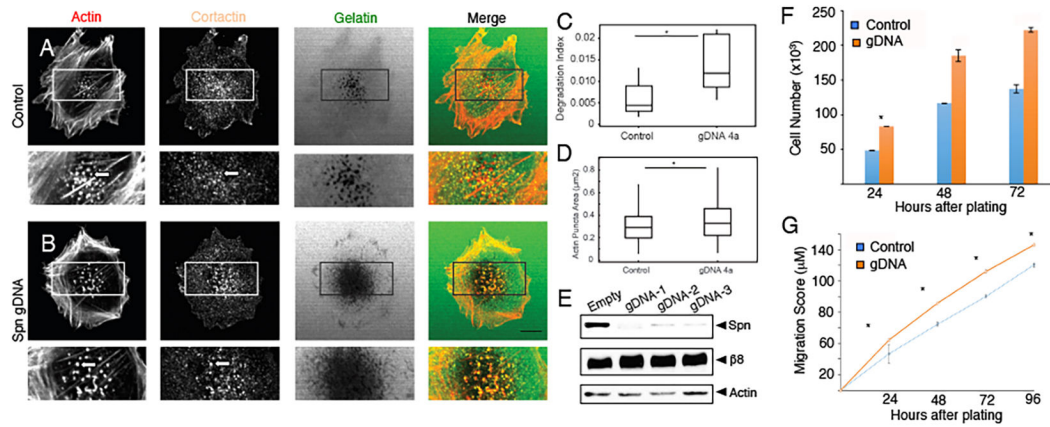 Actin Cortactin Gelatin Merge
A
Control
B
Spn gDNA
C
Degradation Index
0.02
0.015
0.01
0.005
0
*
Control gDNA 4a
D
Actin Puncta Area (µm2)
0.8
0.6
0.4
0.2
0
*
Control gDNA 4a
E
Empty gDNA-1 gDNA-2 gDNA-3
Spn
β8
Actin
F
Control
gDNA
Cell Number (x10³)
250
200
150
100
50
*
24 48 72
Hours after plating
G
Control
gDNA
Migration Score (µM)
140
100
80
60
20
* * * *
24 48 72 96
Hours after plating